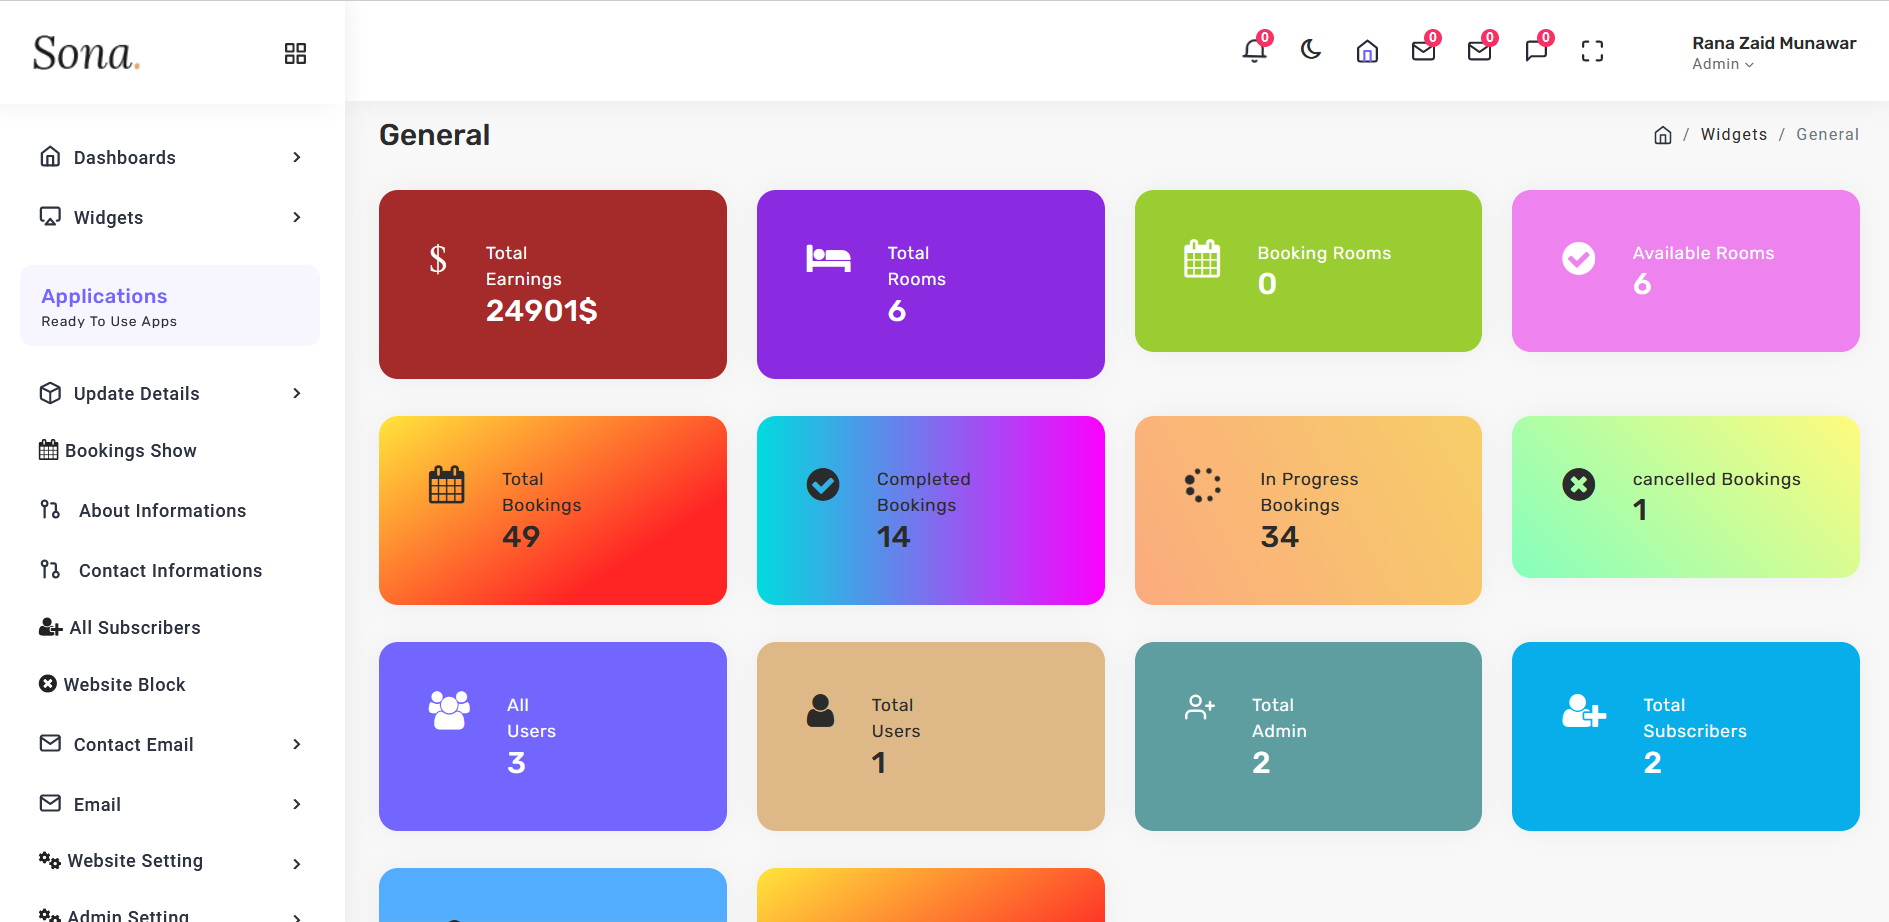 Sona.
0
0
0
0
Rana Zaid Munawar
Admin
Dashboards
Widgets
Applications
Ready To Use Apps
Update Details
Bookings Show
About Informations
Contact Informations
All Subscribers
Website Block
Contact Email
Email
Website Setting
Admin Setting
General
/ Widgets / General
$
Total
Earnings
24901$
Total
Rooms
6
Booking Rooms
0
Available Rooms
6
Total
Bookings
49
Completed
Bookings
14
In Progress
Bookings
34
cancelled Bookings
1
All
Users
3
Total
Users
1
Total
Admin
2
Total
Subscribers
2